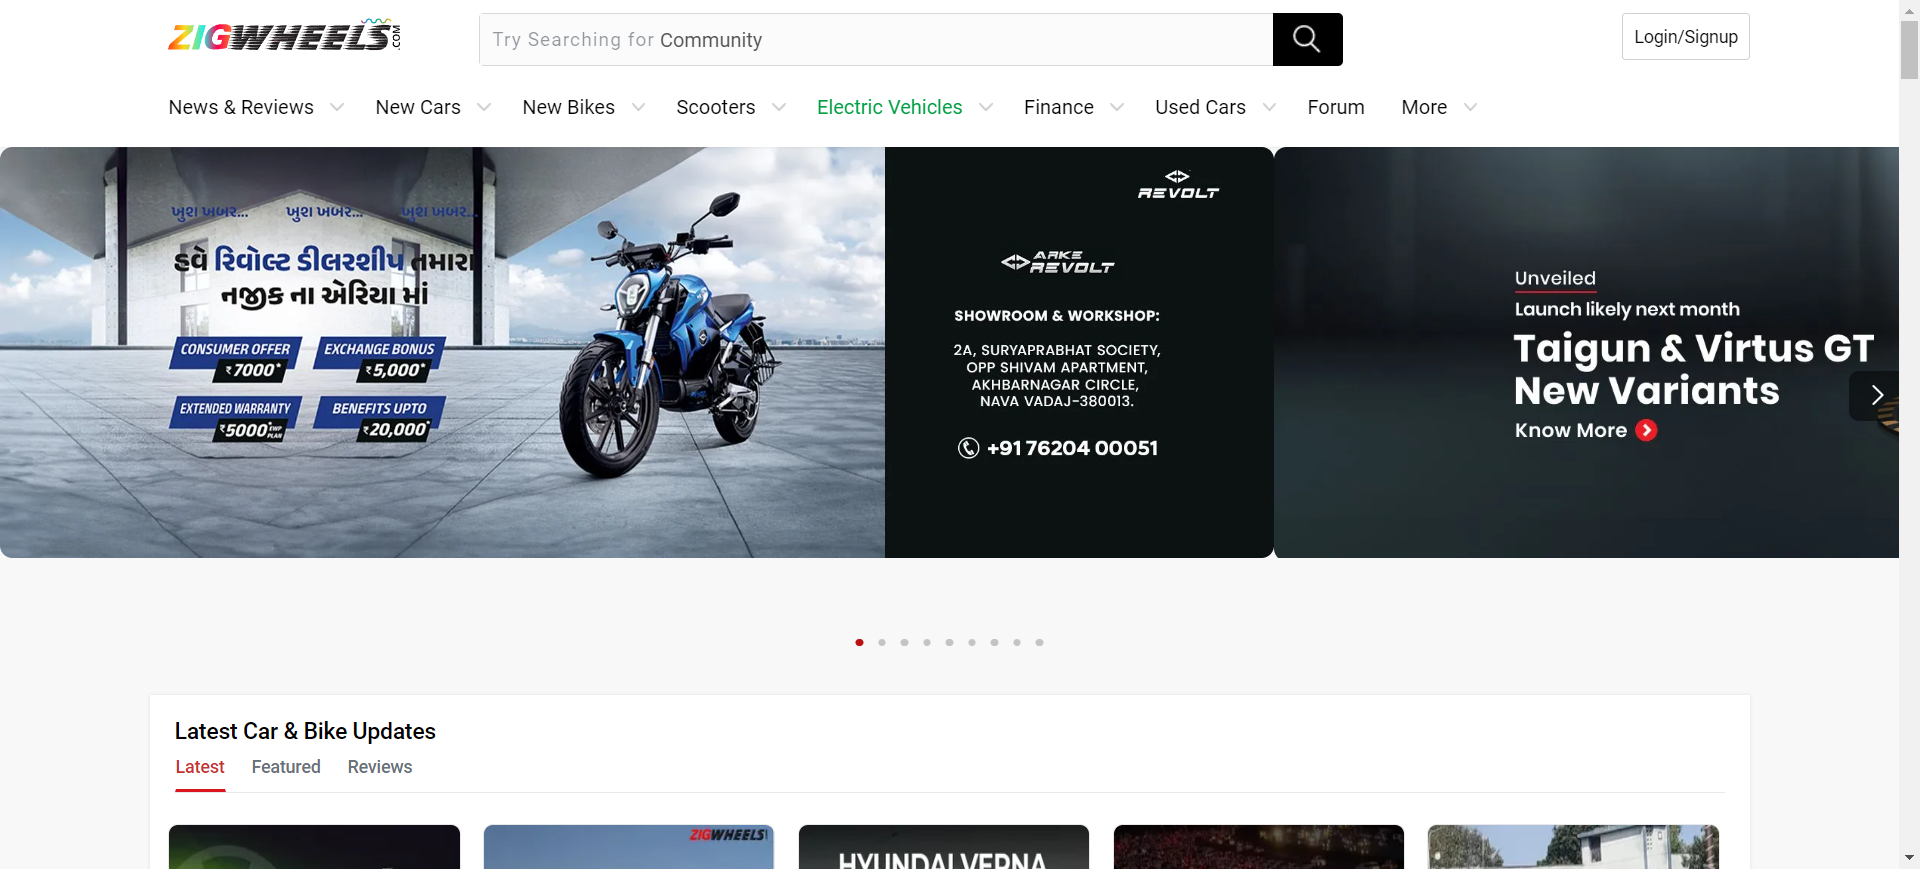 ZIGWHEELS.COM
Try Searching for Community
Login/Signup
News & Reviews
New Cars
New Bikes
Scooters
Electric Vehicles
Finance
Used Cars
Forum
More
ખુશ ખબર... ખુશ ખબર... ખુશ ખબર...
હવે રિવોલ્ટ ડીલરશીપ તમારા
નજીક ના એરિયા માં
CONSUMER OFFER
₹7000*
EXCHANGE BONUS
₹5,000*
EXTENDED WARRANTY
₹5000* EWP PLAN
BENEFITS UPTO
₹20,000*
REVOLT
ARKE
REVOLT
SHOWROOM & WORKSHOP:
2A, SURYAPRABHAT SOCIETY,
OPP SHIVAM APARTMENT,
AKHBARNAGAR CIRCLE,
NAVA VADAJ-380013.
+91 76204 00051
Unveiled
Launch likely next month
Taigun & Virtus GT
New Variants
Know More
Latest Car & Bike Updates
Latest
Featured
Reviews
ZIGWHEELS
HYUNDAI VERNA